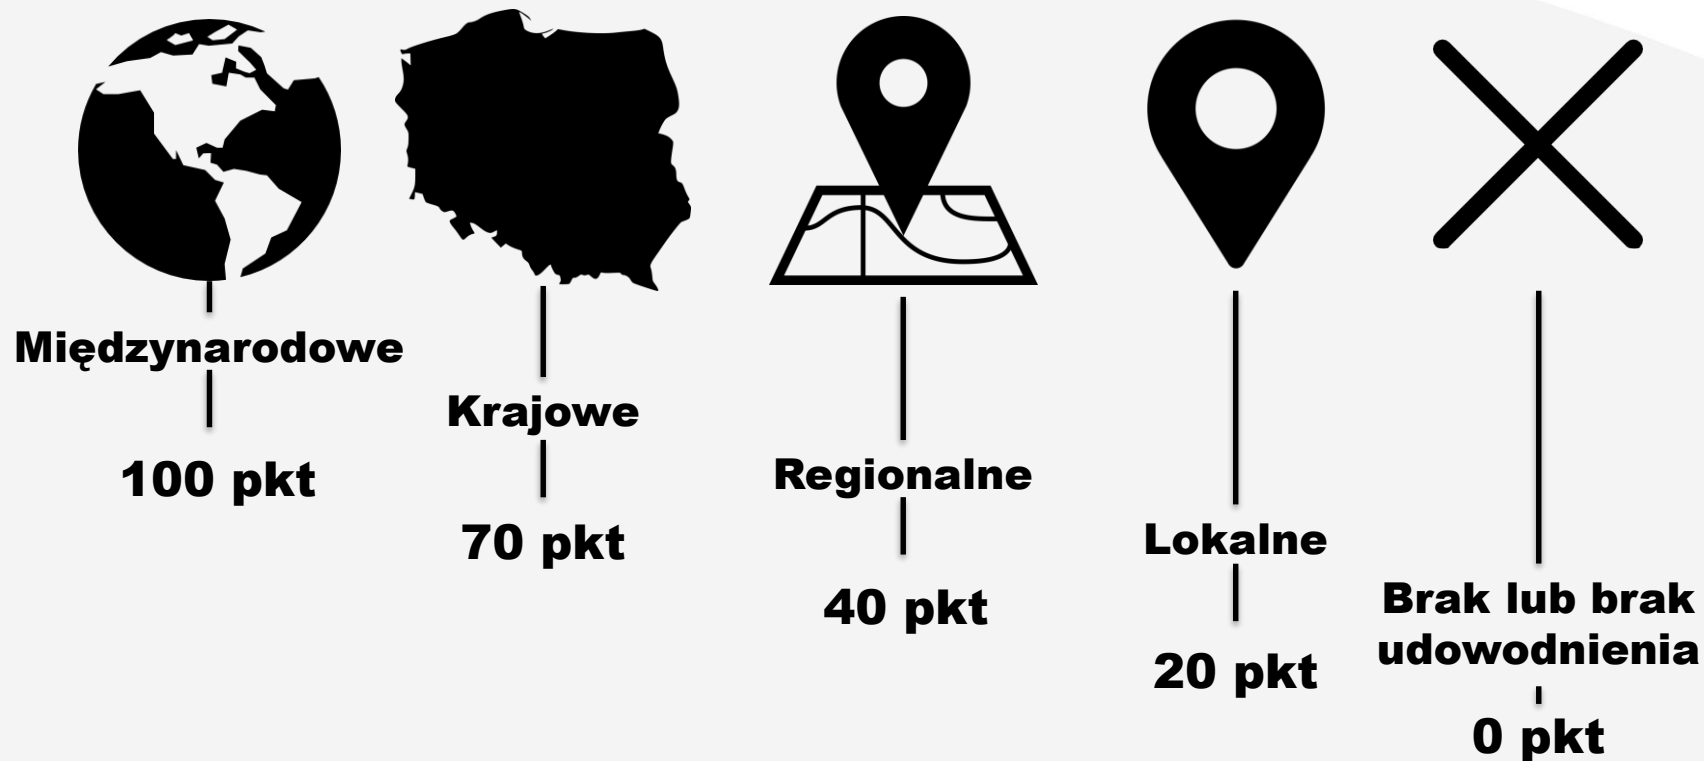 Międzynarodowe
100 pkt
Krajowe
70 pkt
Regionalne
40 pkt
Lokalne
20 pkt
Brak lub brak
udowodnienia
0 pkt